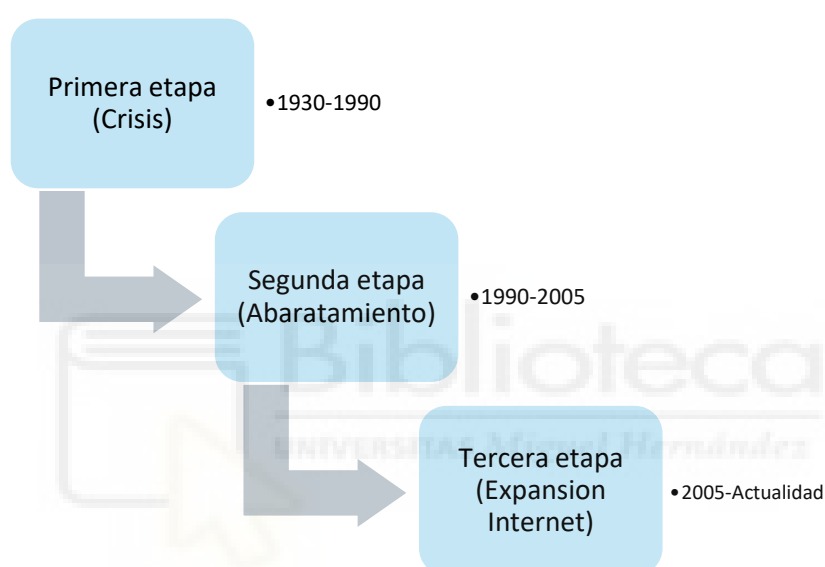 Primera etapa
(Crisis)
•1930-1990
Segunda etapa
(Abaratamiento)
•1990-2005
Biblioteca
UNIVERSITAS Miguel Hernández
Tercera etapa
(Expansion
Internet)
•2005-Actualidad